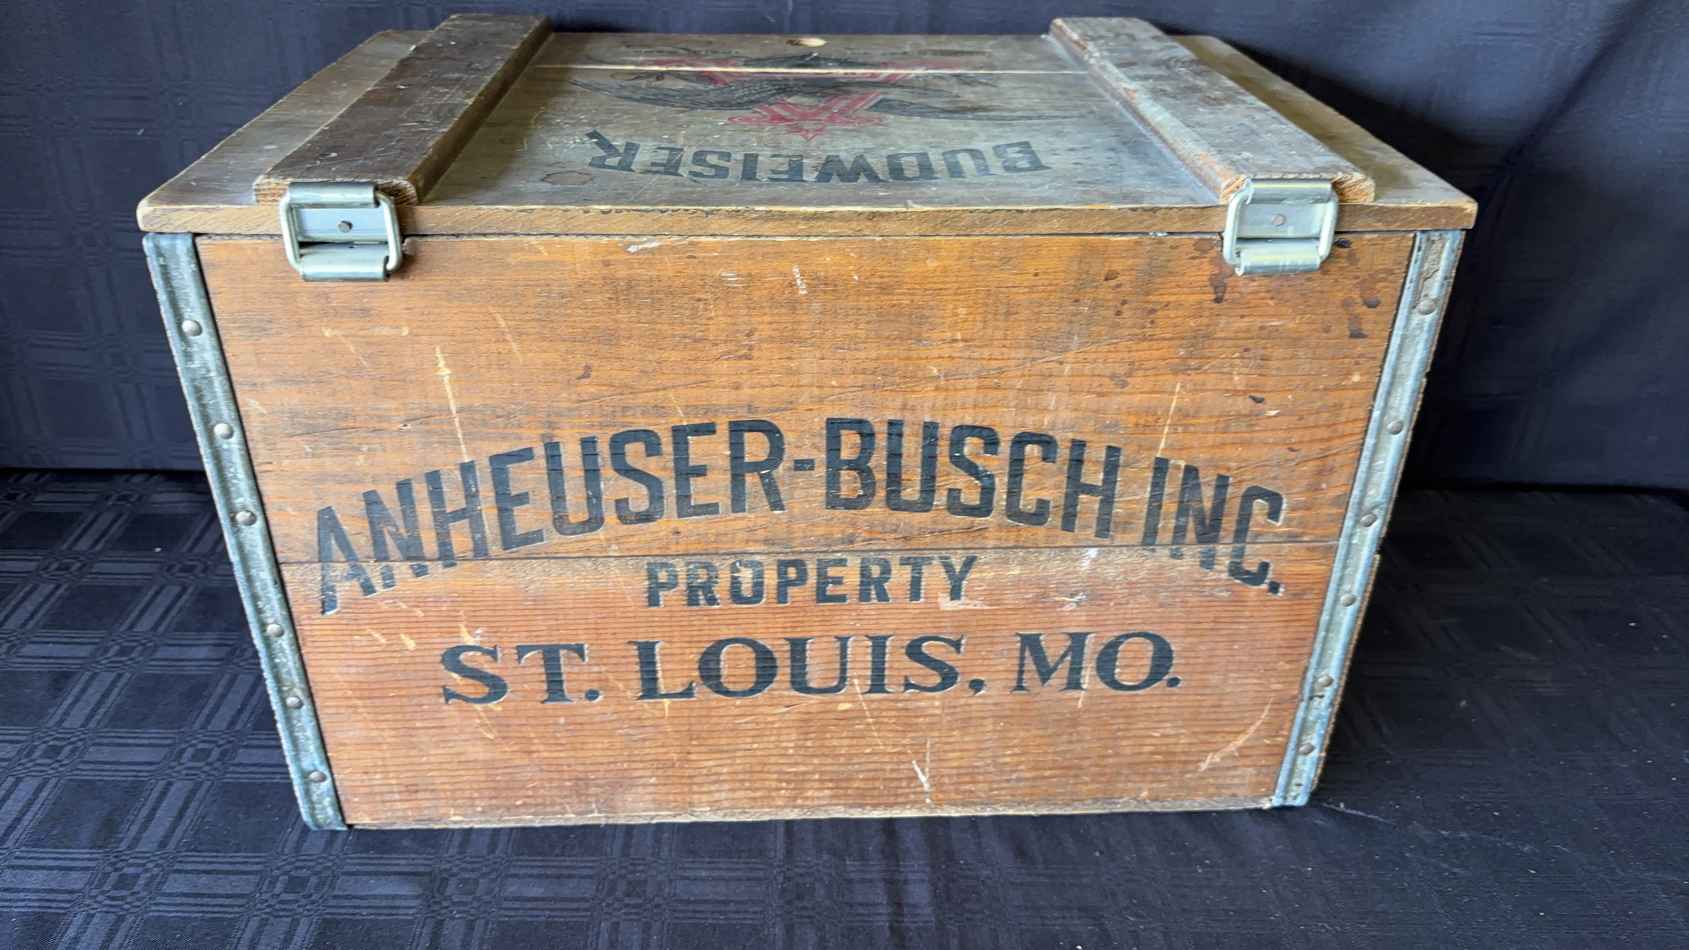 BUDWEISER
ANHEUSER-BUSCH INC.
PROPERTY
ST. LOUIS, MO.